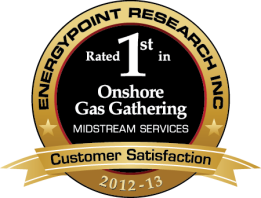 ENERGYPOINT RESEARCH INC
Rated 1st in
Onshore
Gas Gathering
MIDSTREAM SERVICES
Customer Satisfaction
2012-13